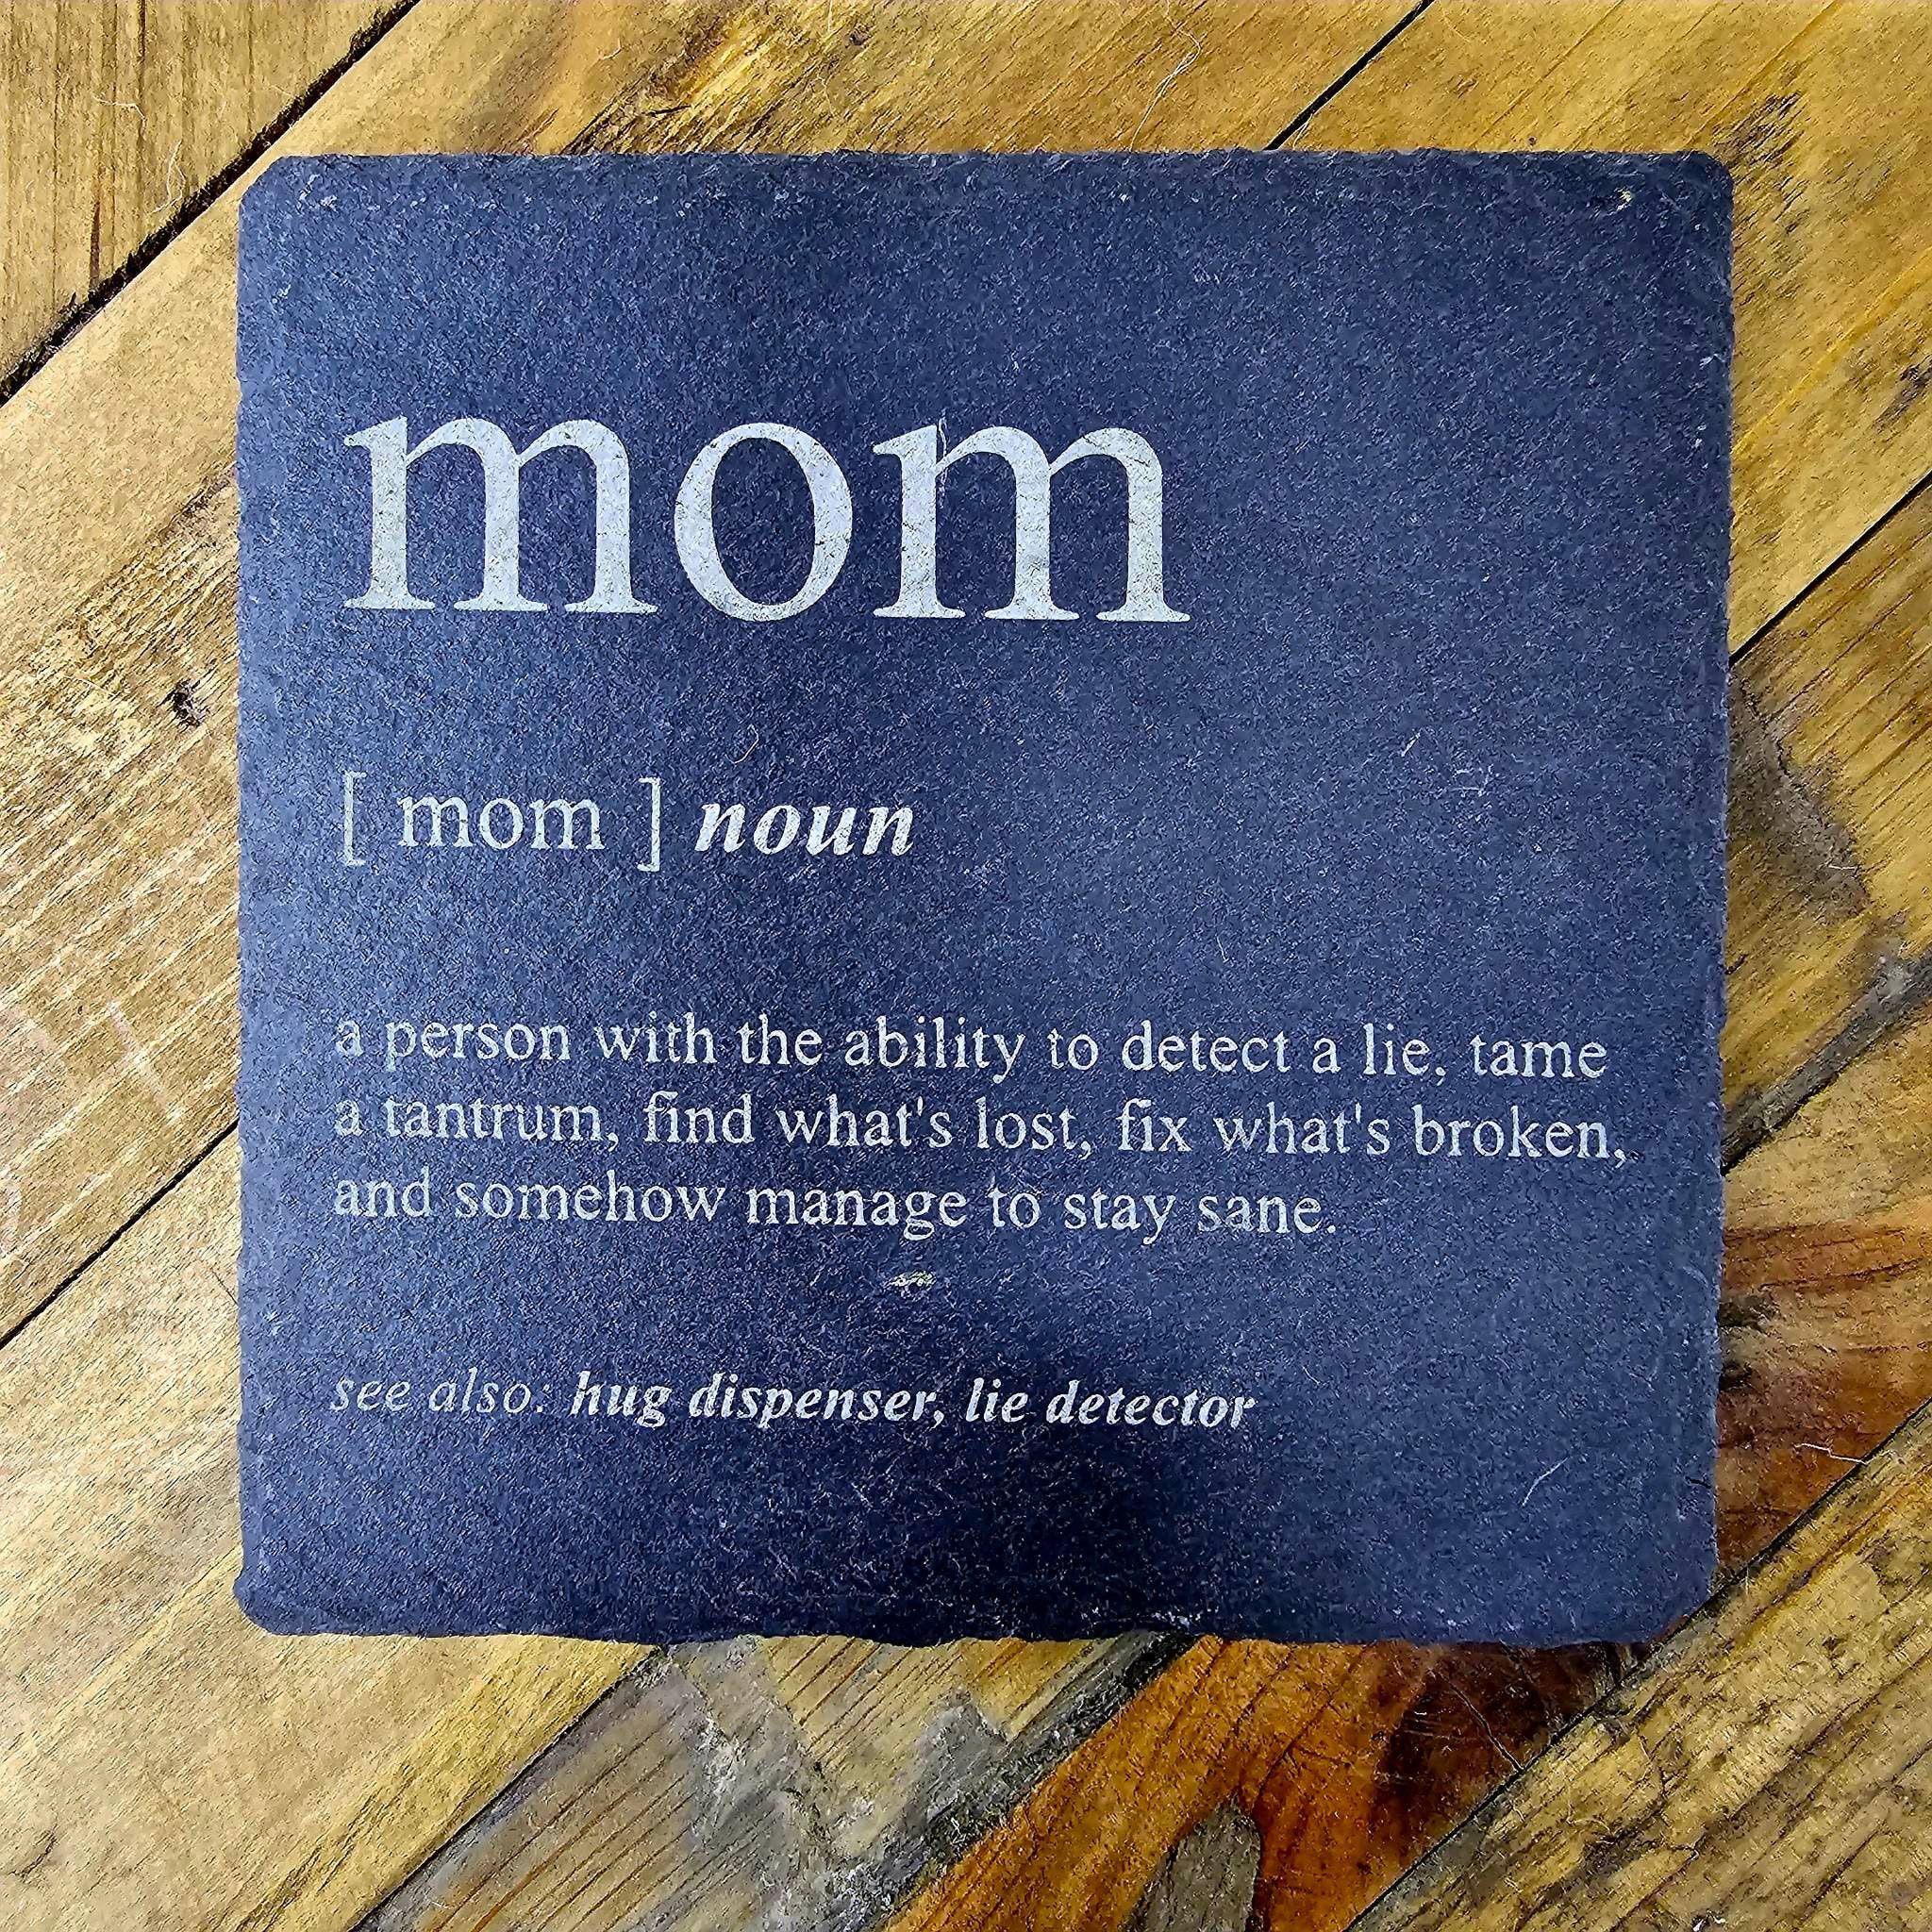 mom
[ mom ] noun
a person with the ability to detect a lie, tame
a tantrum, find what's lost, fix what's broken,
and somehow manage to stay sane.
see also: hug dispenser, lie detector